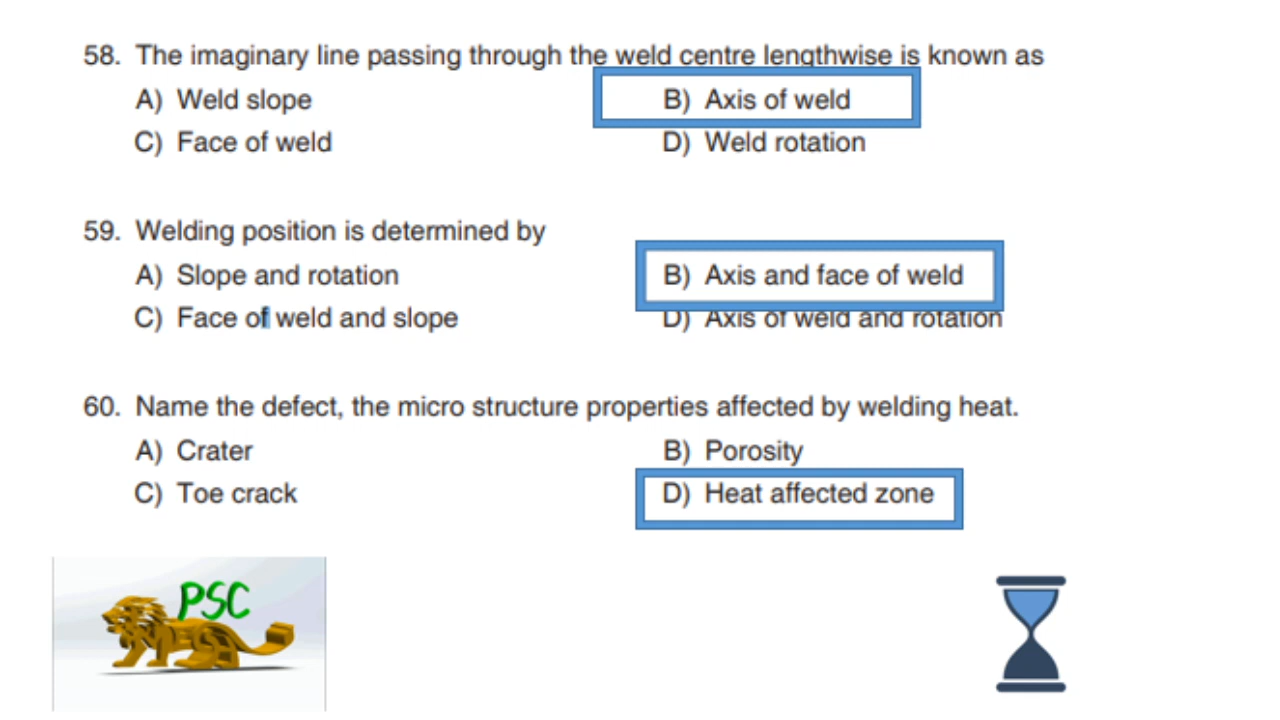 58. The imaginary line passing through the weld centre lengthwise is known as
A) Weld slope B) Axis of weld
C) Face of weld D) Weld rotation
59. Welding position is determined by
A) Slope and rotation B) Axis and face of weld
C) Face of weld and slope D) Axis of weld and rotation
60. Name the defect, the micro structure properties affected by welding heat.
A) Crater B) Porosity
C) Toe crack D) Heat affected zone
PSC